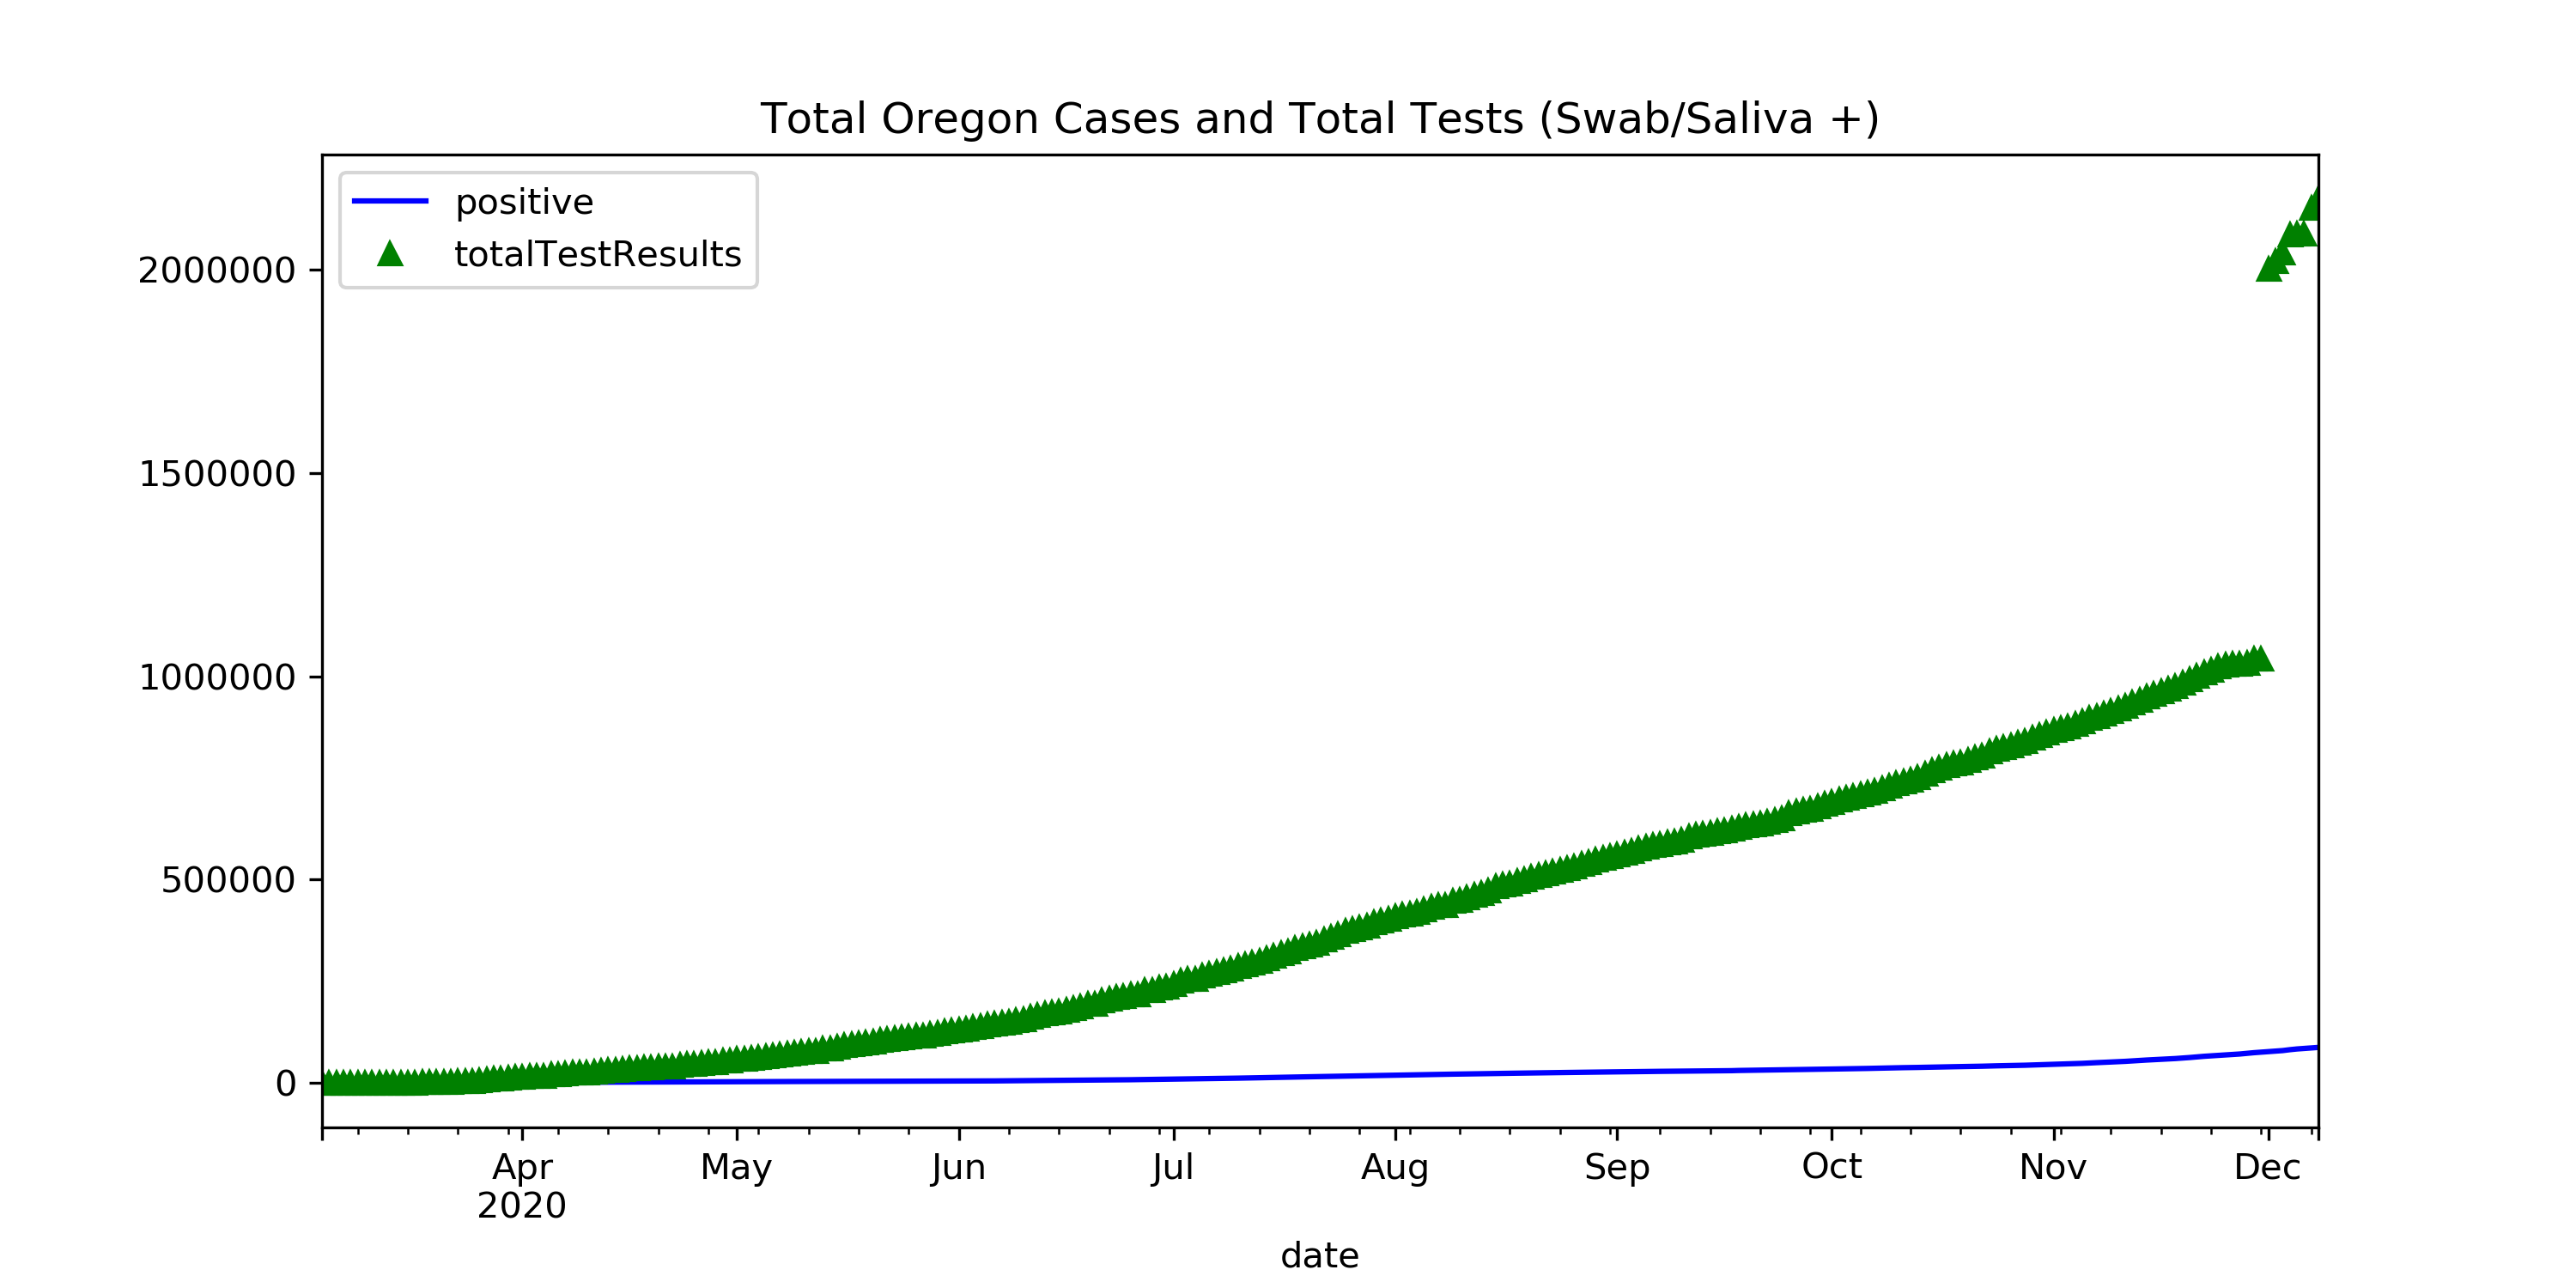 Total Oregon Cases and Total Tests (Swab/Saliva +)
positive
totalTestResults
2000000
1500000
1000000
500000
0
Apr May Jun Jul Aug Sep Oct Nov Dec
2020
date